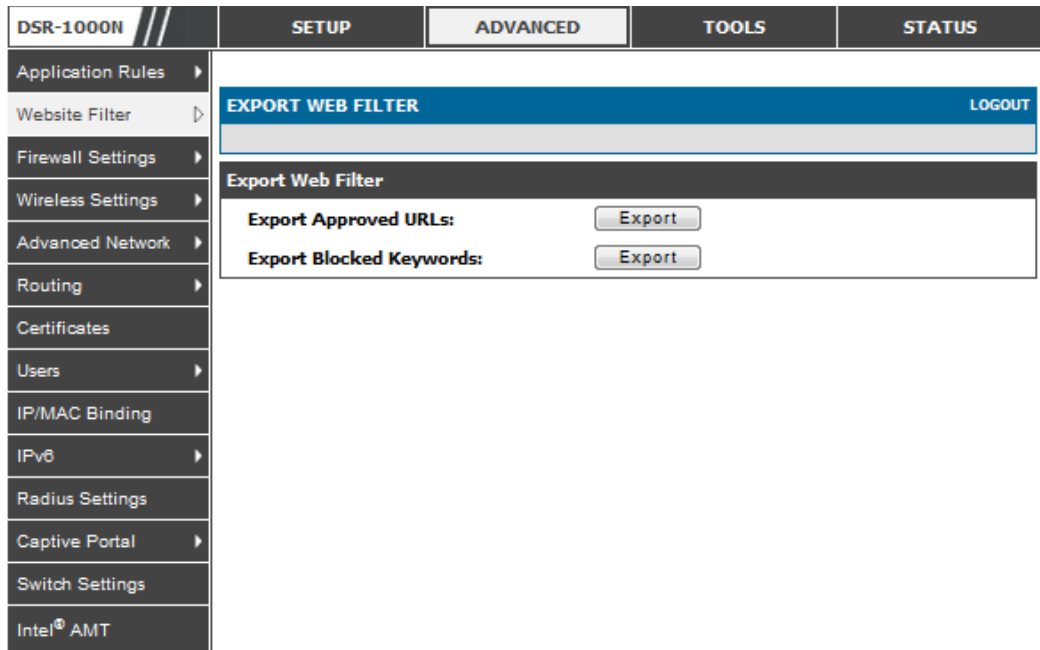 DSR-1000N
SETUP
ADVANCED
TOOLS
STATUS
Application Rules
Website Filter
Firewall Settings
Wireless Settings
Advanced Network
Routing
Certificates
Users
IP/MAC Binding
IPv6
Radius Settings
Captive Portal
Switch Settings
Intel® AMT
EXPORT WEB FILTER
LOGOUT
Export Web Filter
Export Approved URLs:
Export
Export Blocked Keywords:
Export